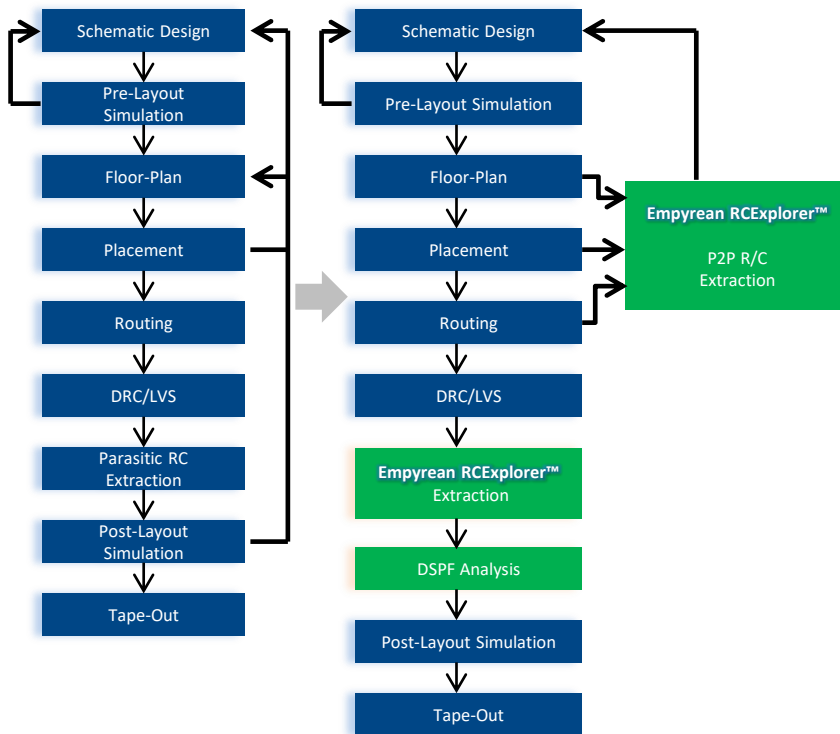 Schematic Design
Pre-Layout
Simulation
Floor-Plan
Placement
Routing
DRC/LVS
Parasitic RC
Extraction
Post-Layout
Simulation
Tape-Out
Schematic Design
Pre-Layout Simulation
Floor-Plan
Placement
Routing
DRC/LVS
Empyrean RCExplorer™
Extraction
DSPF Analysis
Post-Layout Simulation
Tape-Out
Empyrean RCExplorer™
P2P R/C
Extraction